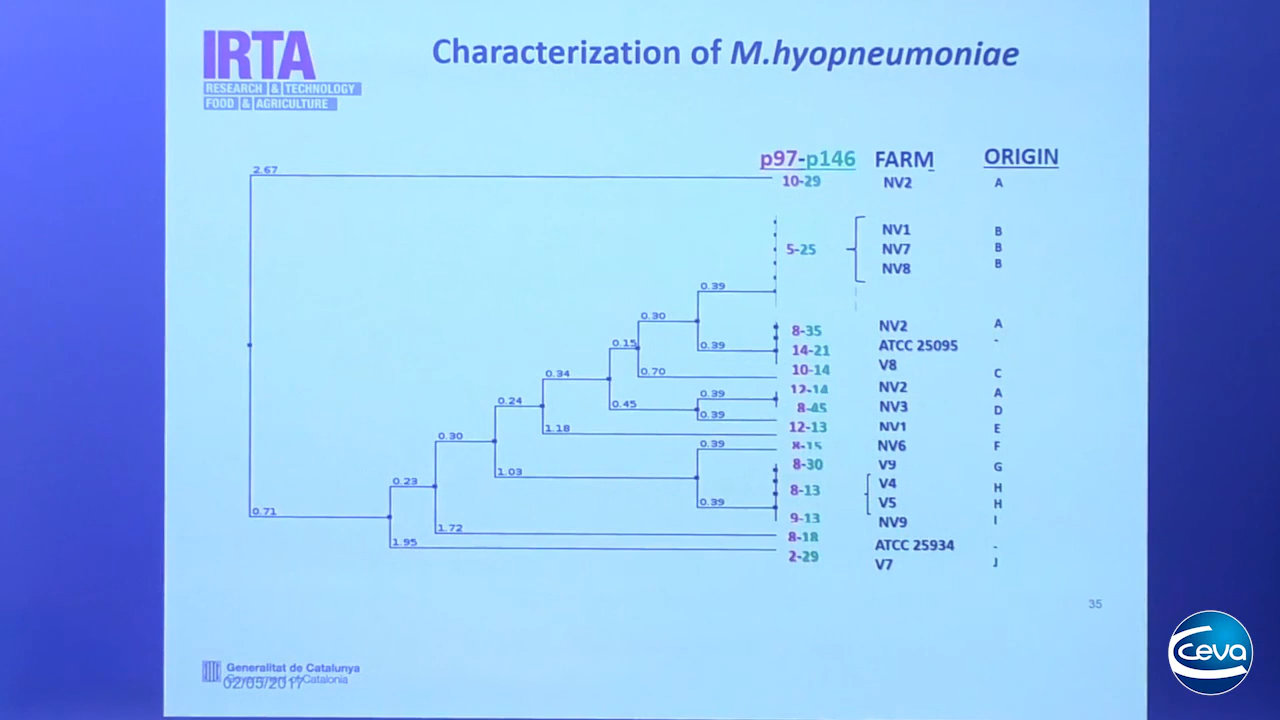 IRTA
RESEARCH & TECHNOLOGY
FOOD & AGRICULTURE
Characterization of M.hyopneumoniae
p97-p146 FARM ORIGIN
2.67
10-29 NV2 A
NV1 B
5-25 NV7 B
NV8 B
0.39
0.30
8-35 NV2 A
0.15 0.39 14-21 ATCC 25095 -
0.34 0.70 10-14 V8 C
0.39 12-14 NV2 A
0.24 0.45 0.39 8-45 NV3 D
1.18 12-13 NV1 E
0.30 0.39 8-15 NV6 F
1.03 8-30 V9 G
0.23 V4 H
8-13 V5 H
0.71 0.39 9-13 NV9 I
1.72 8-18 ATCC 25934 -
1.95 2-29 V7 J
35
Generalitat de Catalunya
Government of Catalonia
02/05/2017
Ceva